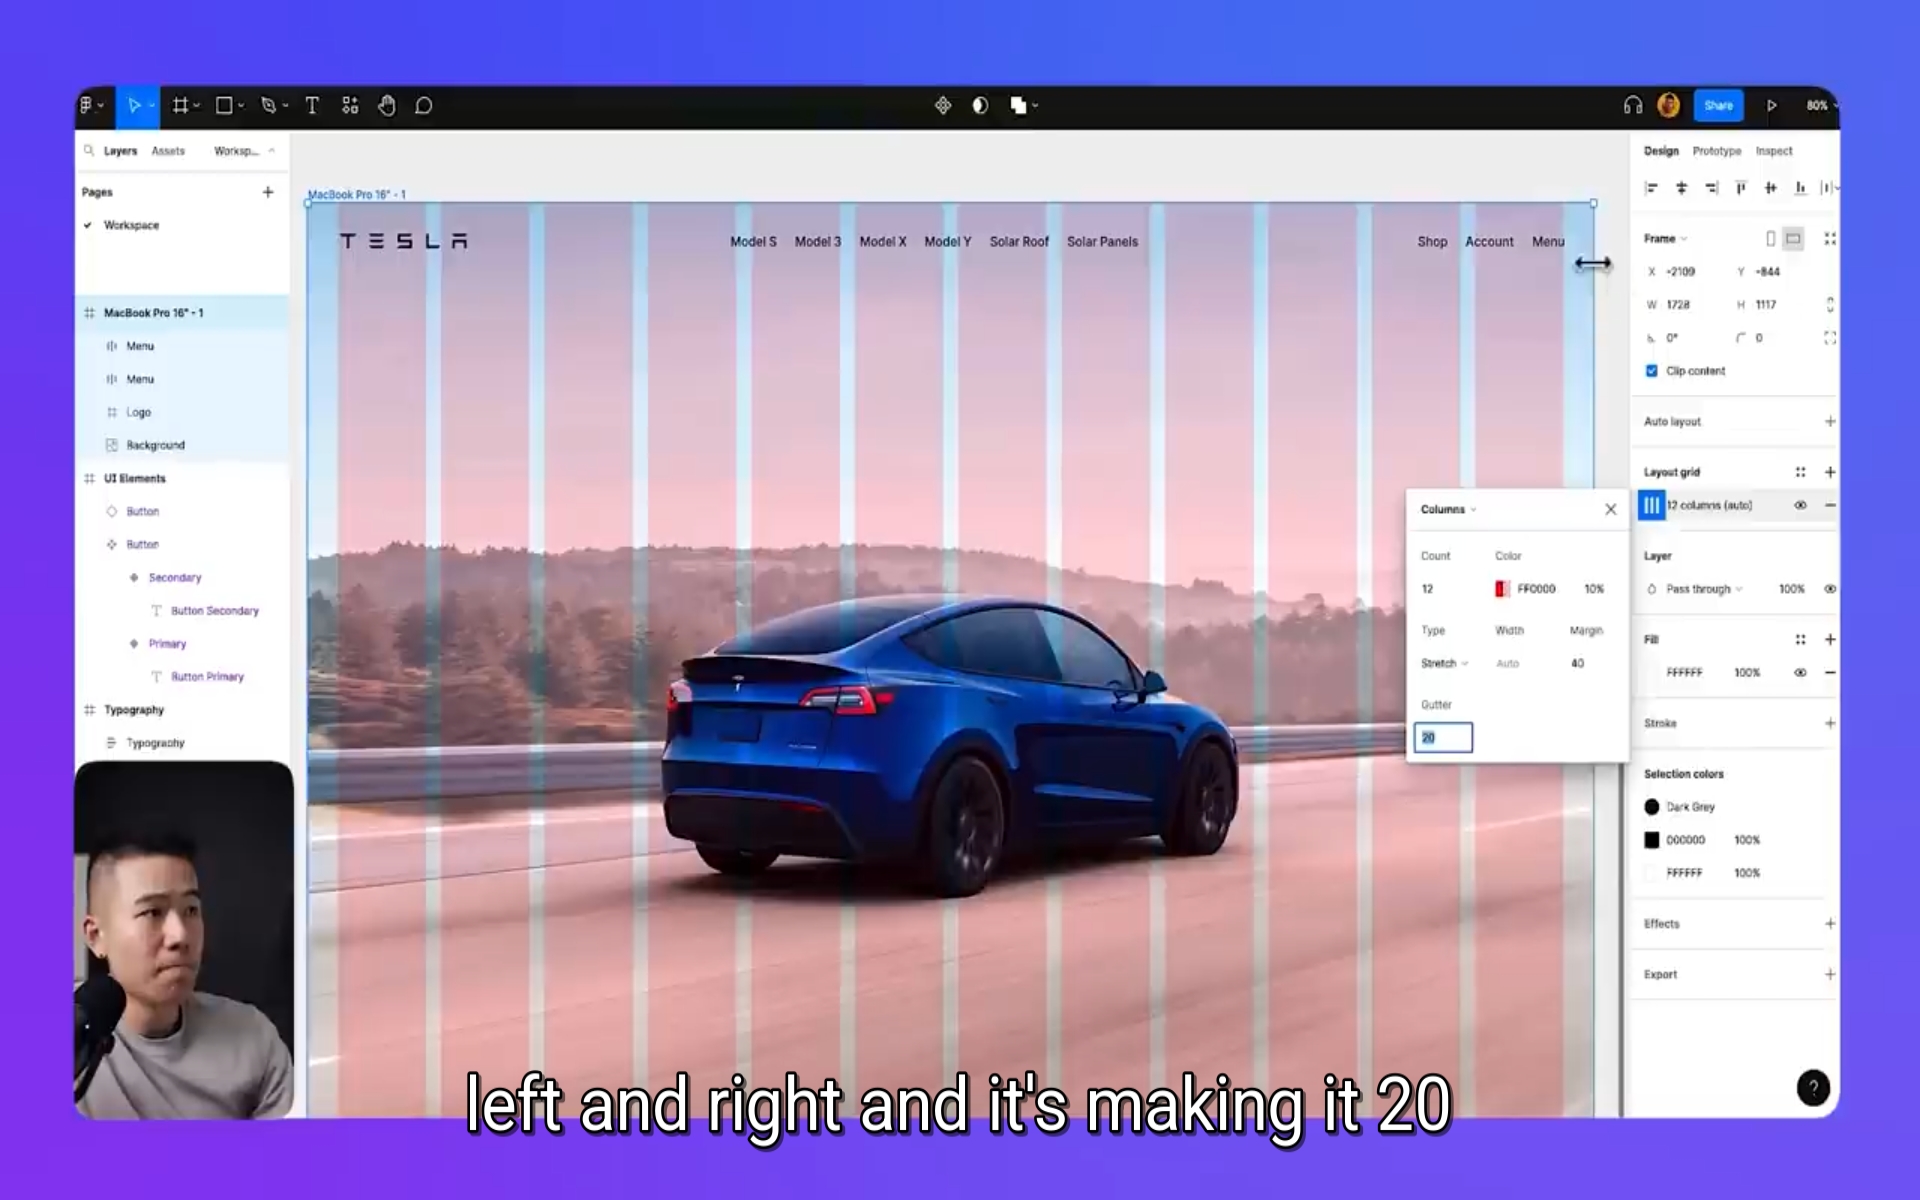 Share
80%
Layers Assets Worksp...
Design Prototype Inspect
Pages
Workspace
MacBook Pro 16" - 1
TESLA
Model S Model 3 Model X Model Y Solar Roof Solar Panels
Shop Account Menu
Frame
X -2109 Y -844
W 1728 H 1117
0° 0
Clip content
MacBook Pro 16" - 1
Menu
Menu
Logo
Background
UI Elements
Button
Button
Secondary
Button Secondary
Primary
Button Primary
Typography
Typography
Auto layout
Layout grid
12 columns (auto)
Columns
Count Color
12 FF0000 10%
Type Width Margin
Stretch Auto 40
Gutter
20
Layer
Pass through 100%
Fill
FFFFFF 100%
Stroke
Selection colors
Dark Grey
000000 100%
FFFFFF 100%
Effects
Export
?
left and right and it's making it 20